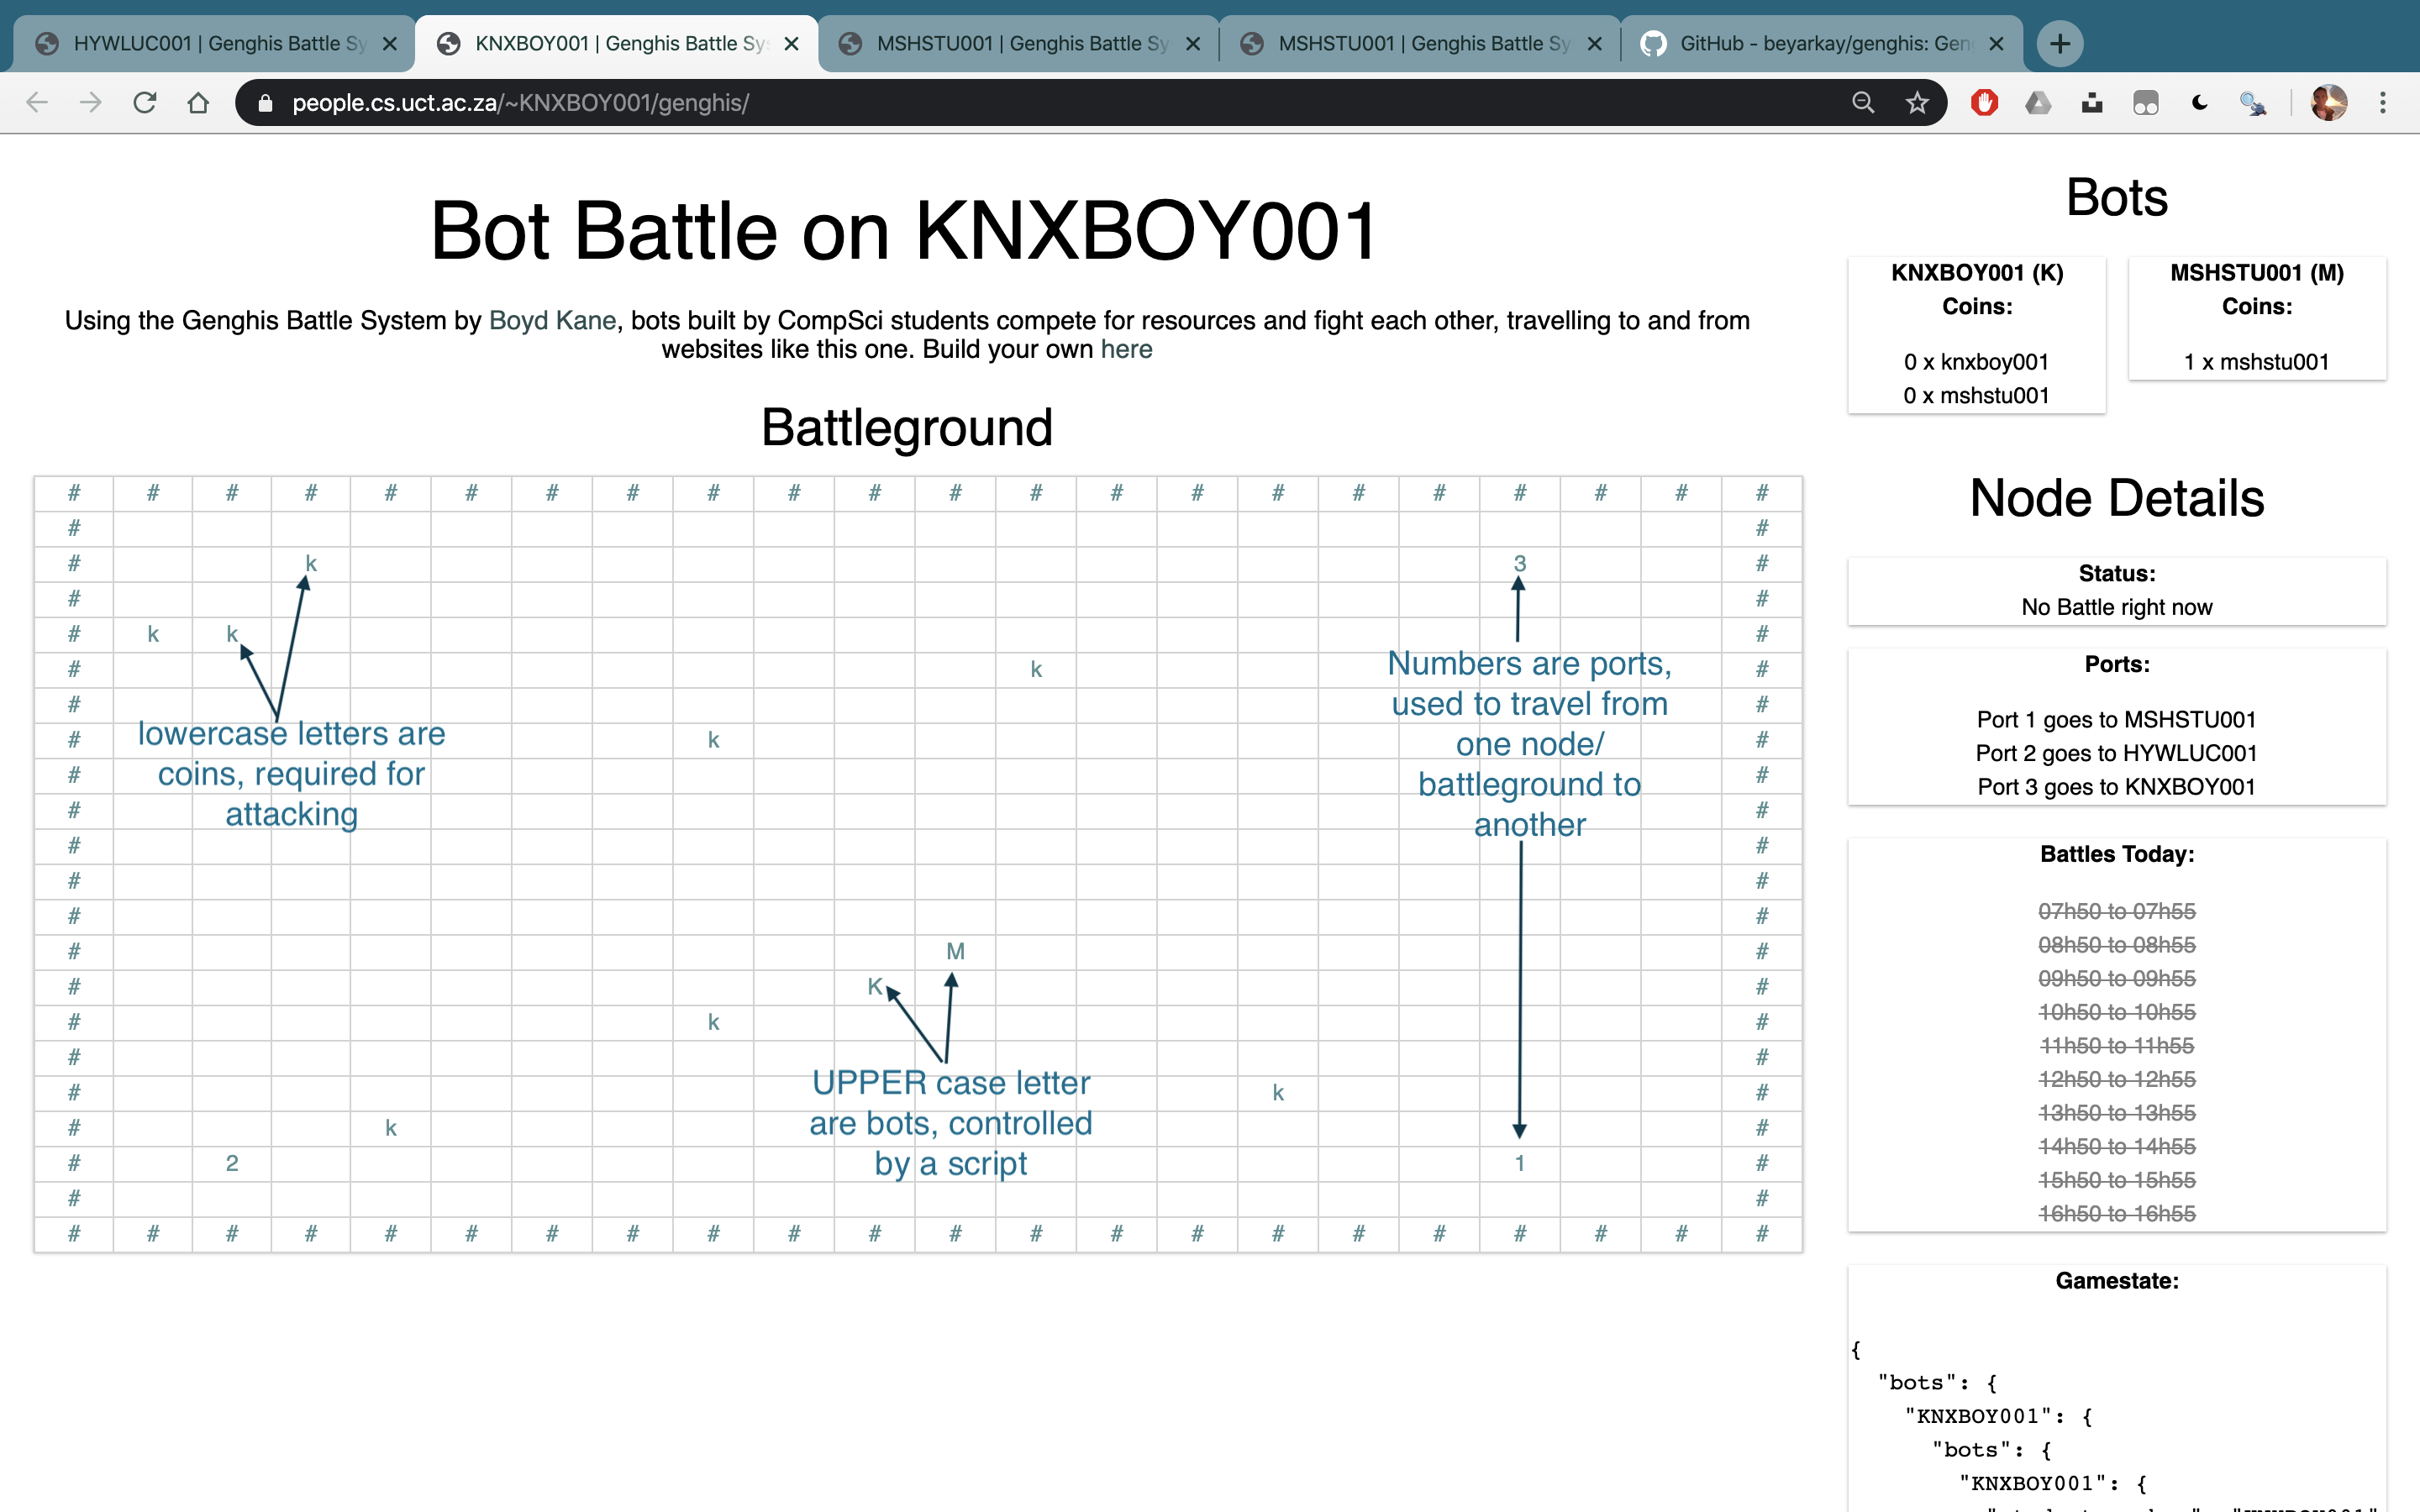 HYWLUC001 | Genghis Battle Sy
KNXBOY001 | Genghis Battle Sys
MSHSTU001 | Genghis Battle Sy
MSHSTU001 | Genghis Battle Sy
GitHub - beyarkay/genghis: Gen
people.cs.uct.ac.za/~KNXBOY001/genghis/
Bot Battle on KNXBOY001
Using the Genghis Battle System by Boyd Kane, bots built by CompSci students compete for resources and fight each other, travelling to and from
websites like this one. Build your own here
Battleground
# # # # # # # # # # # # # # # # # # # # # #
# #
# k 3 #
# #
# k k #
# k #
# #
# k #
# #
# #
# #
# #
# #
# M #
# K #
# k #
# #
# k #
# k #
# 2 1 #
# #
# # # # # # # # # # # # # # # # # # # # # #
lowercase letters are
coins, required for
attacking
Numbers are ports,
used to travel from
one node/
battleground to
another
UPPER case letter
are bots, controlled
by a script
Bots
KNXBOY001 (K)
Coins:
0 x knxboy001
0 x mshstu001
MSHSTU001 (M)
Coins:
1 x mshstu001
Node Details
Status:
No Battle right now
Ports:
Port 1 goes to MSHSTU001
Port 2 goes to HYWLUC001
Port 3 goes to KNXBOY001
Battles Today:
07h50 to 07h55
08h50 to 08h55
09h50 to 09h55
10h50 to 10h55
11h50 to 11h55
12h50 to 12h55
13h50 to 13h55
14h50 to 14h55
15h50 to 15h55
16h50 to 16h55
Gamestate:
{
"bots": {
"KNXBOY001": {
"bots": {
"KNXBOY001": {